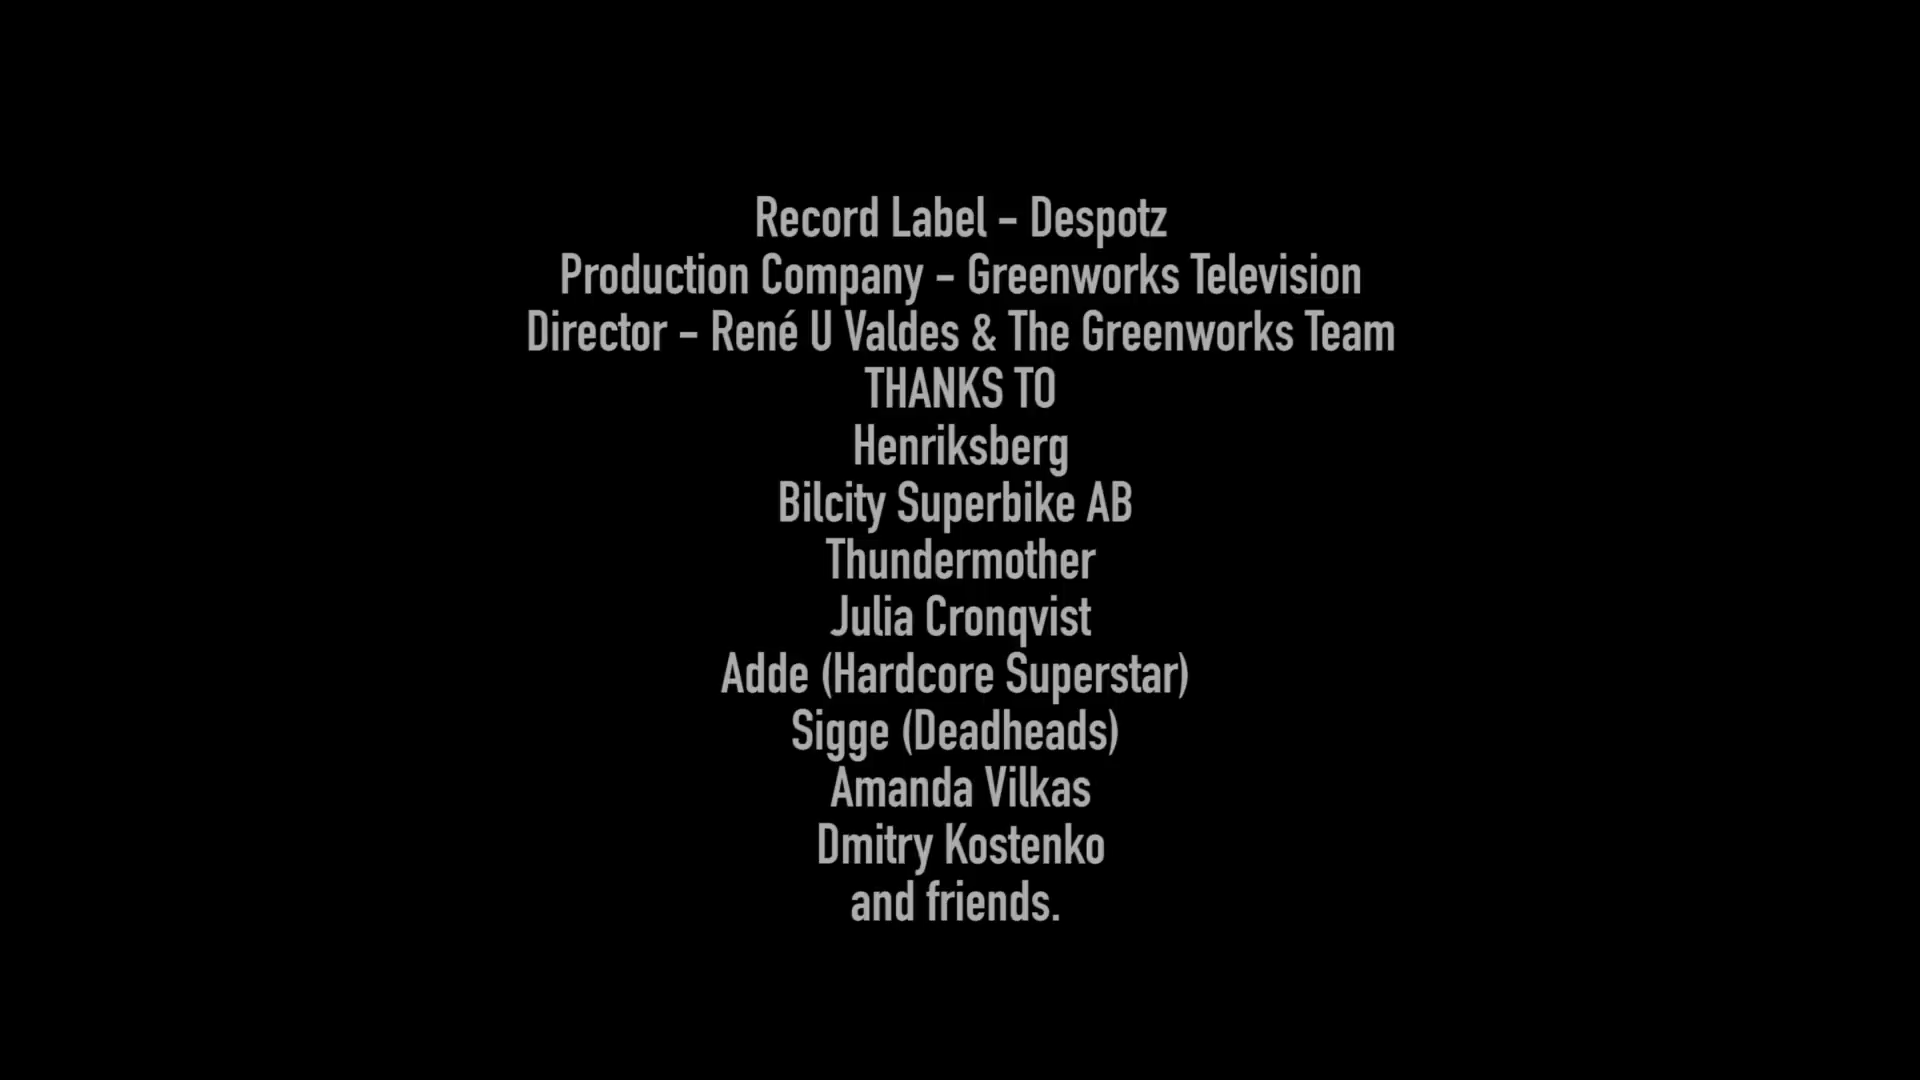 Record Label - Despotz
Production Company - Greenworks Television
Director - René U Valdes & The Greenworks Team
THANKS TO
Henriksberg
Bilcity Superbike AB
Thundermother
Julia Cronqvist
Adde (Hardcore Superstar)
Sigge (Deadheads)
Amanda Vilkas
Dmitry Kostenko
and friends.